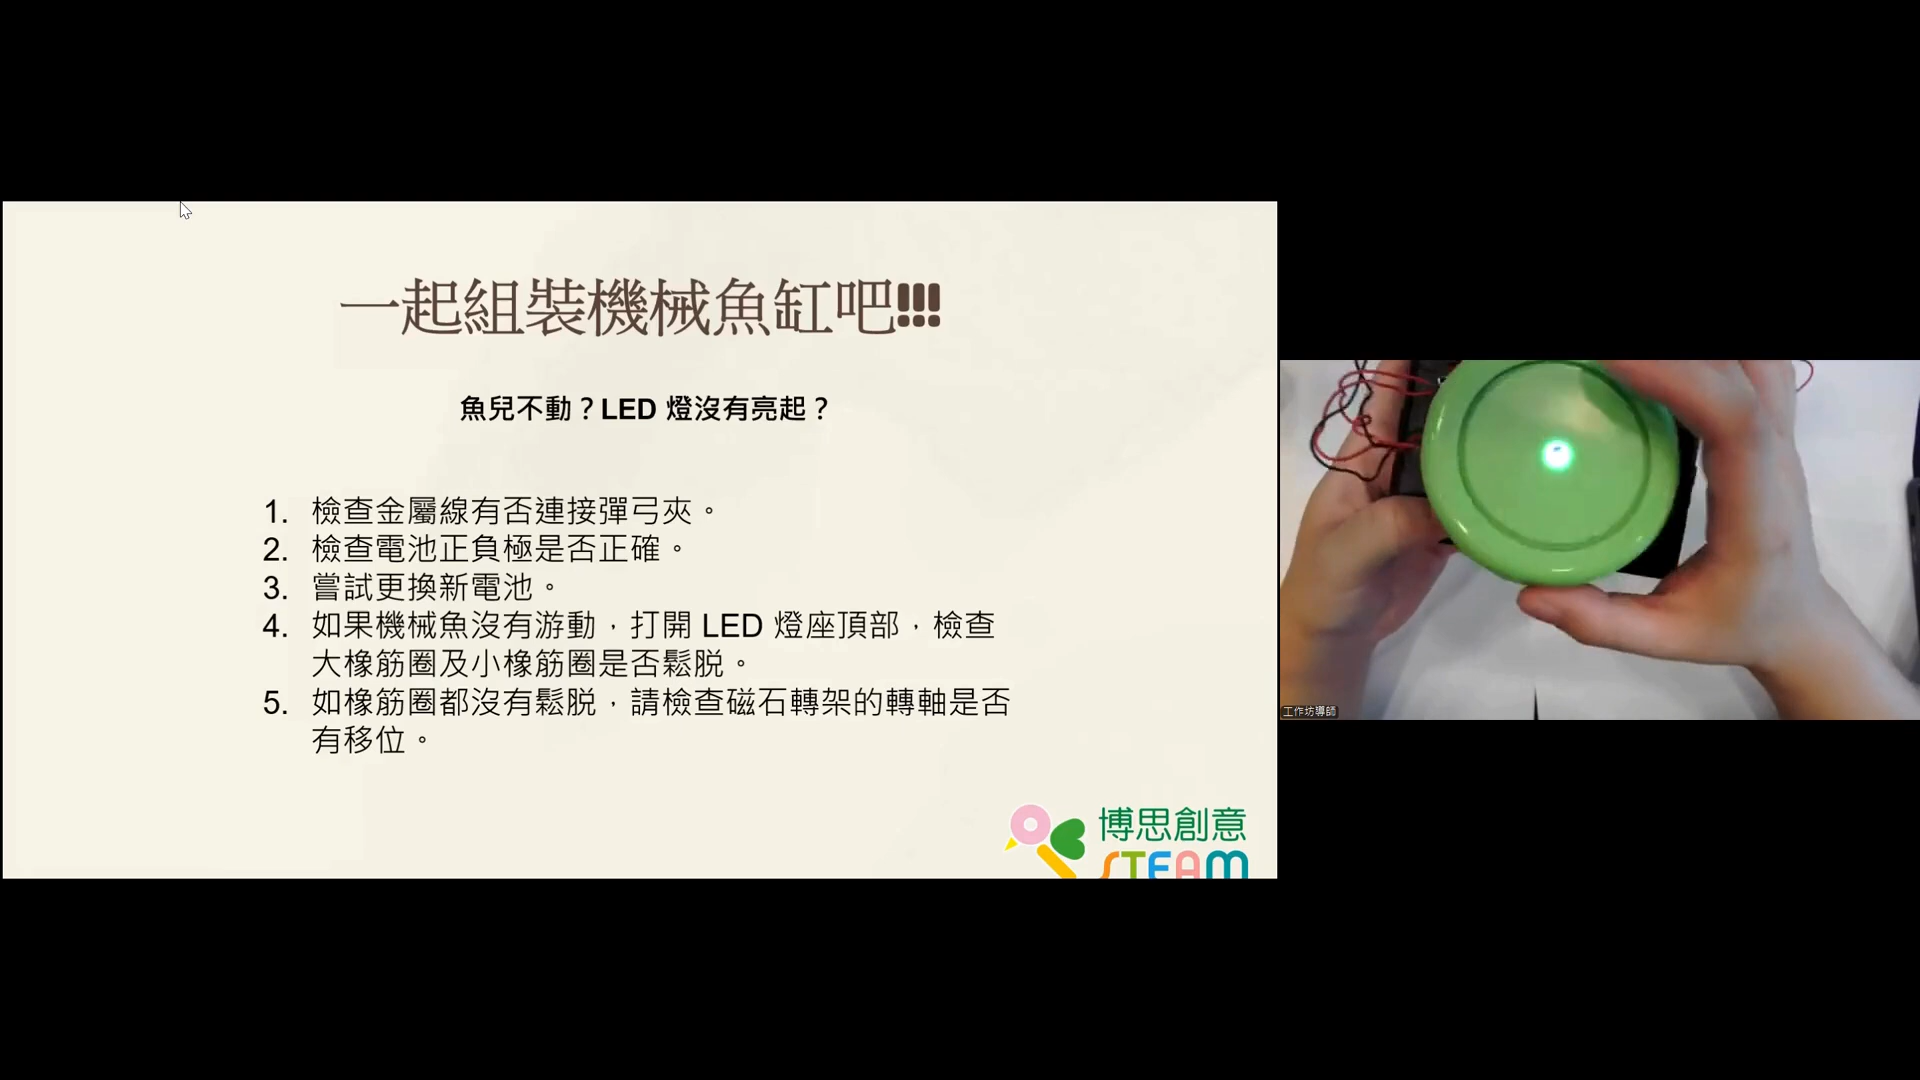 一起組裝機械魚缸吧!!!
魚兒不動？LED 燈沒有亮起？
1. 檢查金屬線有否連接彈弓夾。
2. 檢查電池正負極是否正確。
3. 嘗試更換新電池。
4. 如果機械魚沒有游動，打開 LED 燈座頂部，檢查
大橡筋圈及小橡筋圈是否鬆脫。
5. 如橡筋圈都沒有鬆脫，請檢查磁石轉架的轉軸是否
有移位。
博思創意
STEAM
工作坊導師